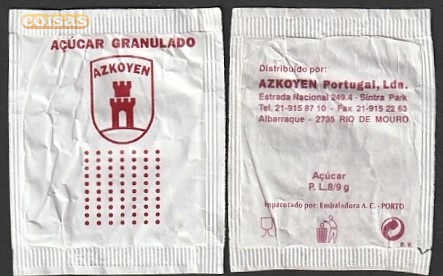 coisas
AÇÚCAR GRANULADO
AZKOYEN
Distribuído por:
AZKOYEN Portugal, Lda.
Estrada Nacional 249.4 - Sintra Park
Tel. 21-915 87 10 - Fax 21-915 22 63
Albarraque - 2735 RIO DE MOURO
Açúcar
P. L. 8/9 g
Empacotado por: Embaladora A. C. - PORTO
B. V.